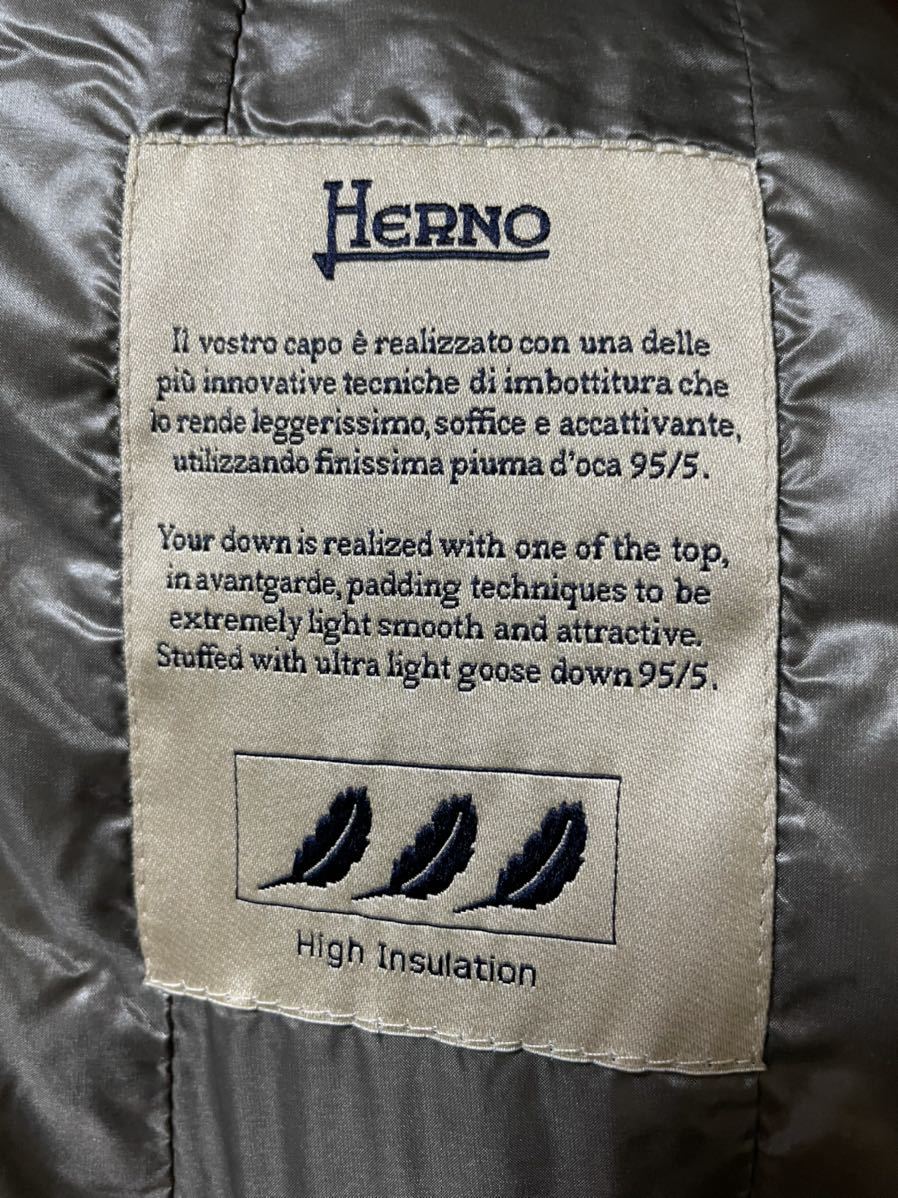 HERNO
Il vostro capo è realizzato con una delle
più innovative tecniche di imbottitura che
lo rende leggerissimo, soffice e accattivante,
utilizzando finissima piuma d'oca 95/5.
Your down is realized with one of the top,
in avantgarde, padding techniques to be
extremely light smooth and attractive.
Stuffed with ultra light goose down 95/5.
High Insulation